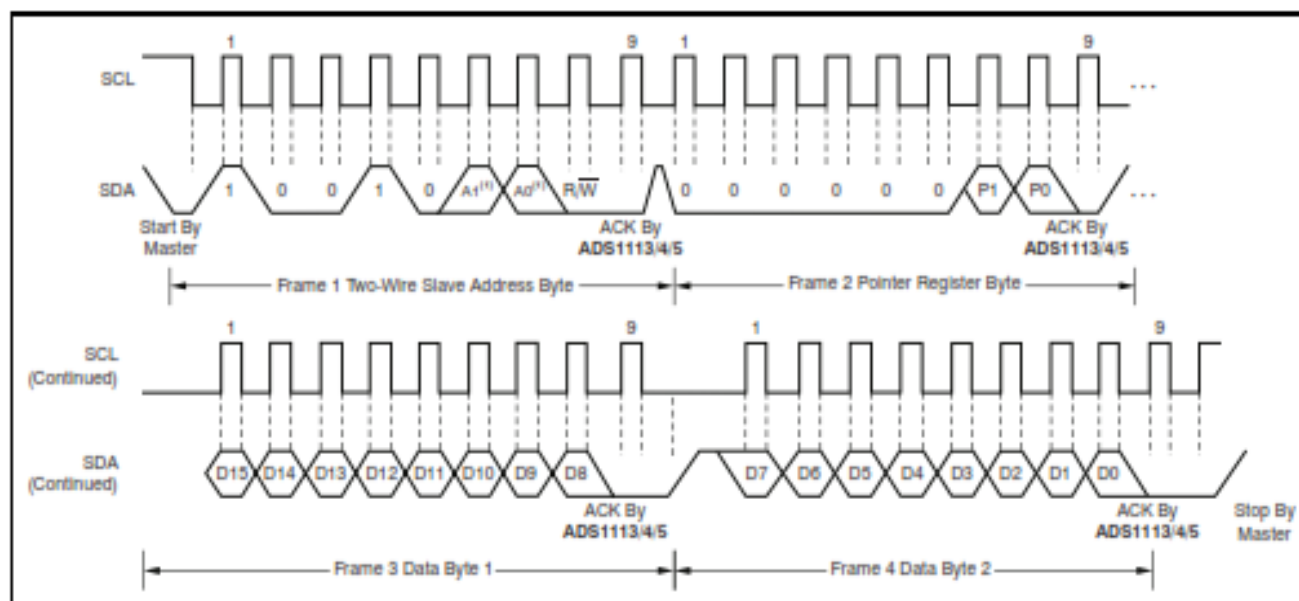 1 9 1 9
SCL ...
SDA 1 0 0 1 0 A1(1) A0(1) R/W 0 0 0 0 0 0 P1 P0 ...
Start By Master ACK By ADS1113/4/5 ACK By ADS1113/4/5
Frame 1 Two-Wire Slave Address Byte Frame 2 Pointer Register Byte
1 9 1 9
SCL
(Continued)
SDA
(Continued)
D15 D14 D13 D12 D11 D10 D9 D8 D7 D6 D5 D4 D3 D2 D1 D0
ACK By ADS1113/4/5 ACK By ADS1113/4/5 Stop By Master
Frame 3 Data Byte 1 Frame 4 Data Byte 2